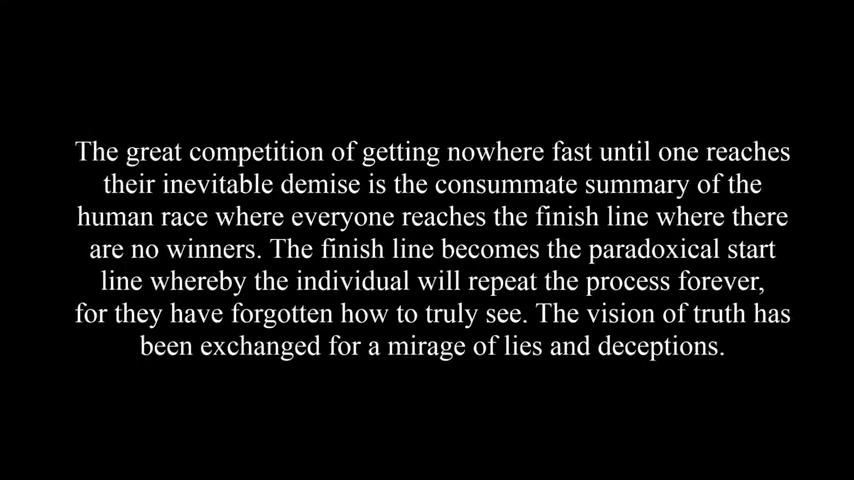 The great competition of getting nowhere fast until one reaches
their inevitable demise is the consummate summary of the
human race where everyone reaches the finish line where there
are no winners. The finish line becomes the paradoxical start
line whereby the individual will repeat the process forever,
for they have forgotten how to truly see. The vision of truth has
been exchanged for a mirage of lies and deceptions.